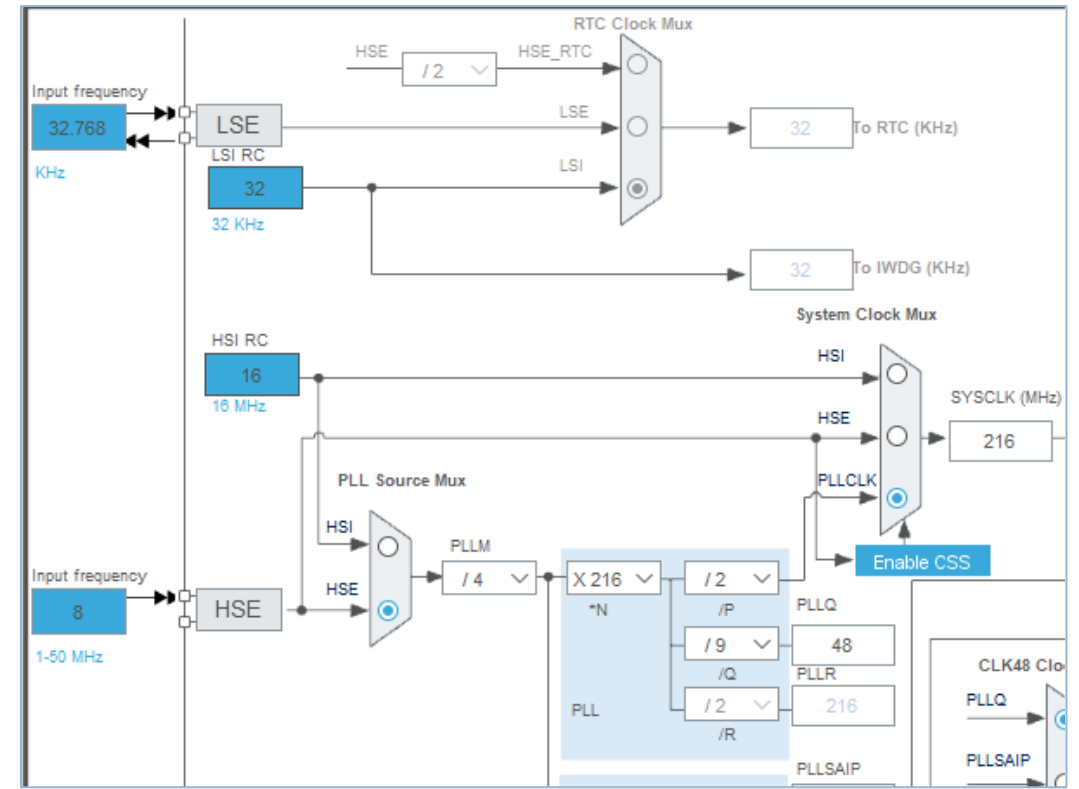 RTC Clock Mux
HSE
/ 2
HSE_RTC
Input frequency
32.768
KHz
LSE
LSE
32
To RTC (KHz)
LSI RC
32
32 KHz
LSI
32
To IWDG (KHz)
System Clock Mux
HSI RC
16
16 MHz
HSI
SYSCLK (MHz)
HSE
216
PLL Source Mux
PLLCLK
HSI
PLLM
/ 4
Enable CSS
Input frequency
8
1-50 MHz
HSE
HSE
X 216
*N
/ 2
/P
PLLQ
/ 9
48
/Q
PLLR
/ 2
216
/R
PLL
CLK48 Clo
PLLQ
PLLSAIP
PLLSAIP